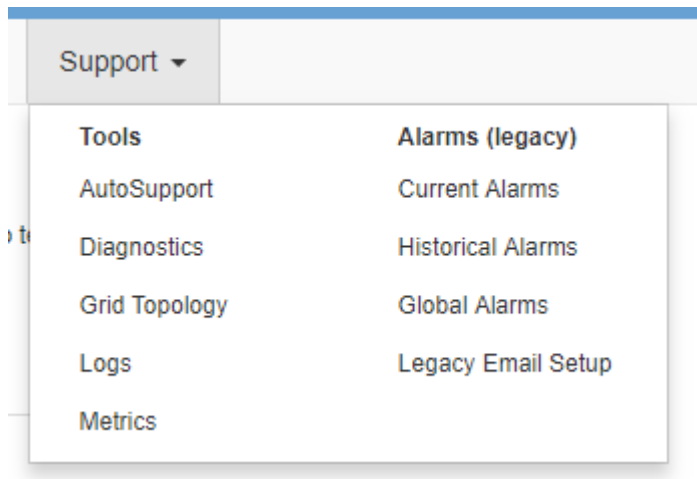 Support
Tools
AutoSupport
Diagnostics
Grid Topology
Logs
Metrics
Alarms (legacy)
Current Alarms
Historical Alarms
Global Alarms
Legacy Email Setup